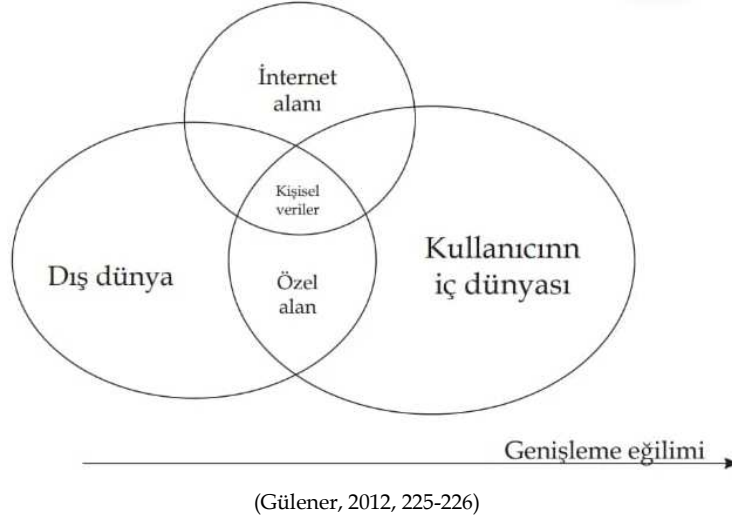 İnternet
alanı
Kişisel
veriler
Dış dünya
Özel
alan
Kullanıcınn
iç dünyası
Genişleme eğilimi
(Gülener, 2012, 225-226)